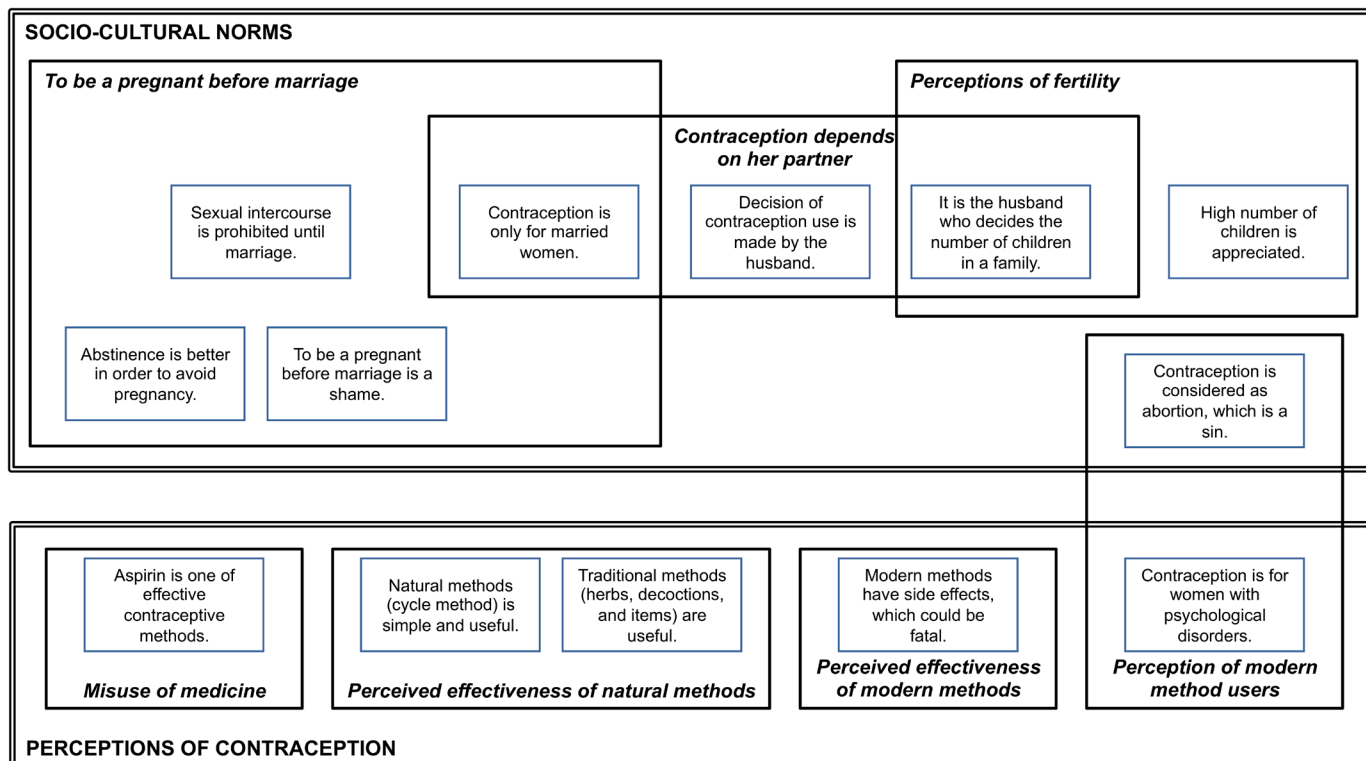 SOCIO-CULTURAL NORMS
To be a pregnant before marriage
Perceptions of fertility
Contraception depends
on her partner
Sexual intercourse
is prohibited until
marriage.
Contraception is
only for married
women.
Decision of
contraception use is
made by the
husband.
It is the husband
who decides the
number of children
in a family.
High number of
children is
appreciated.
Abstinence is better
in order to avoid
pregnancy.
To be a pregnant
before marriage is a
shame.
Contraception is
considered as
abortion, which is a
sin.
Aspirin is one of
effective
contraceptive
methods.
Natural methods
(cycle method) is
simple and useful.
Traditional methods
(herbs, decoctions,
and items) are
useful.
Modern methods
have side effects,
which could be
fatal.
Contraception is for
women with
psychological
disorders.
Misuse of medicine
Perceived effectiveness of natural methods
Perceived effectiveness
of modern methods
Perception of modern
method users
PERCEPTIONS OF CONTRACEPTION